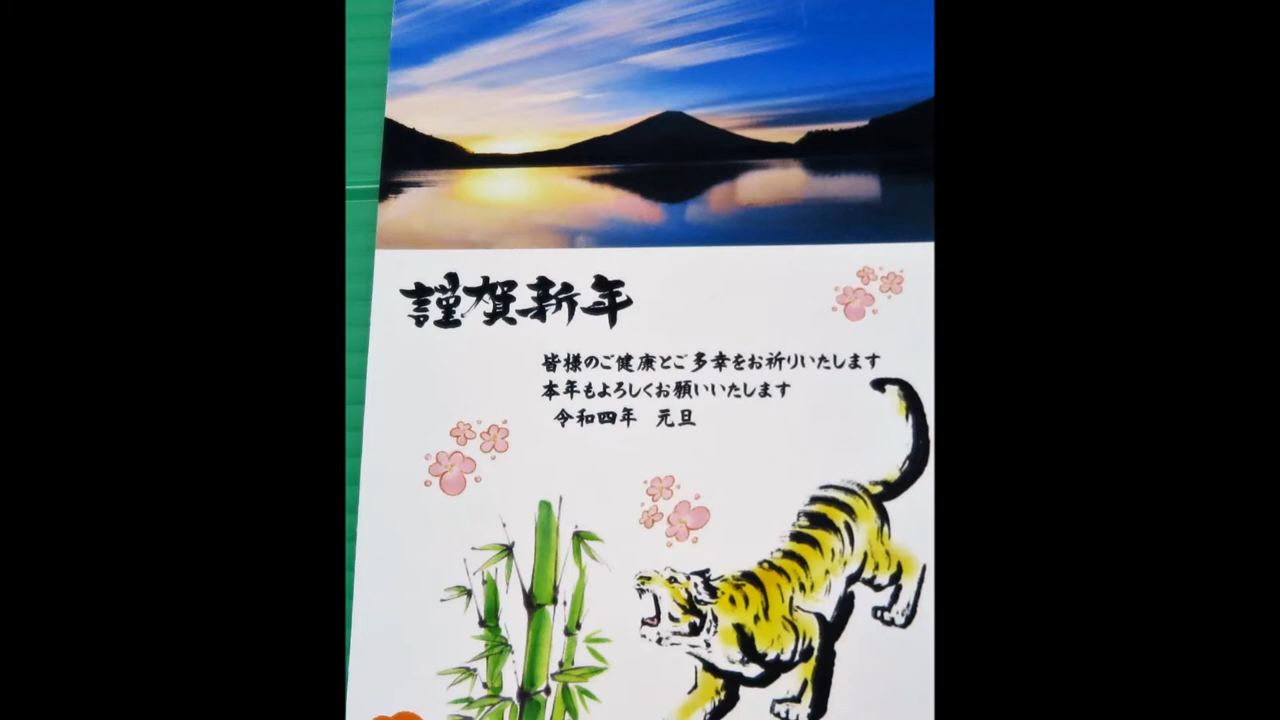 謹賀新年
皆様のご健康とご多幸をお祈りいたします
本年もよろしくお願いいたします
令和四年 元旦